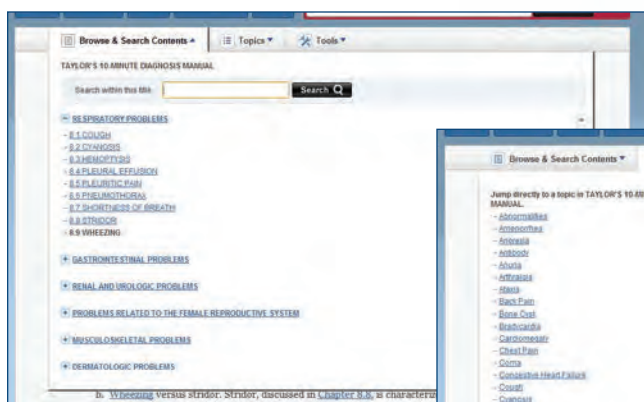 Browse & Search Contents Topics Tools
TAYLOR'S 10-MINUTE DIAGNOSIS MANUAL
Search within this title Search
RESPIRATORY PROBLEMS
- 8.1 COUGH
- 8.2 CYANOSIS
- 8.3 HEMOPTYSIS
- 8.4 PLEURAL EFFUSION
- 8.5 PLEURITIC PAIN
- 8.6 PNEUMOTHORAX
- 8.7 SHORTNESS OF BREATH
- 8.8 STRIDOR
- 8.9 WHEEZING
+ GASTROINTESTINAL PROBLEMS
+ RENAL AND UROLOGIC PROBLEMS
+ PROBLEMS RELATED TO THE FEMALE REPRODUCTIVE SYSTEM
+ MUSCULOSKELETAL PROBLEMS
+ DERMATOLOGIC PROBLEMS
b. Wheezing versus stridor. Stridor, discussed in Chapter 8.8, is characterin
Browse & Search Contents
Jump directly to a topic in TAYLOR'S 10-MI
MANUAL.
- Abnormalities
- Amenorrhea
- Anorexia
- Antibody
- Anuria
- Arthralgia
- Ataxia
- Back Pain
- Bone Cyst
- Bradycardia
- Cardiomegaly
- Chest Pain
- Coma
- Congestive Heart Failure
- Cough
- Cyanosis